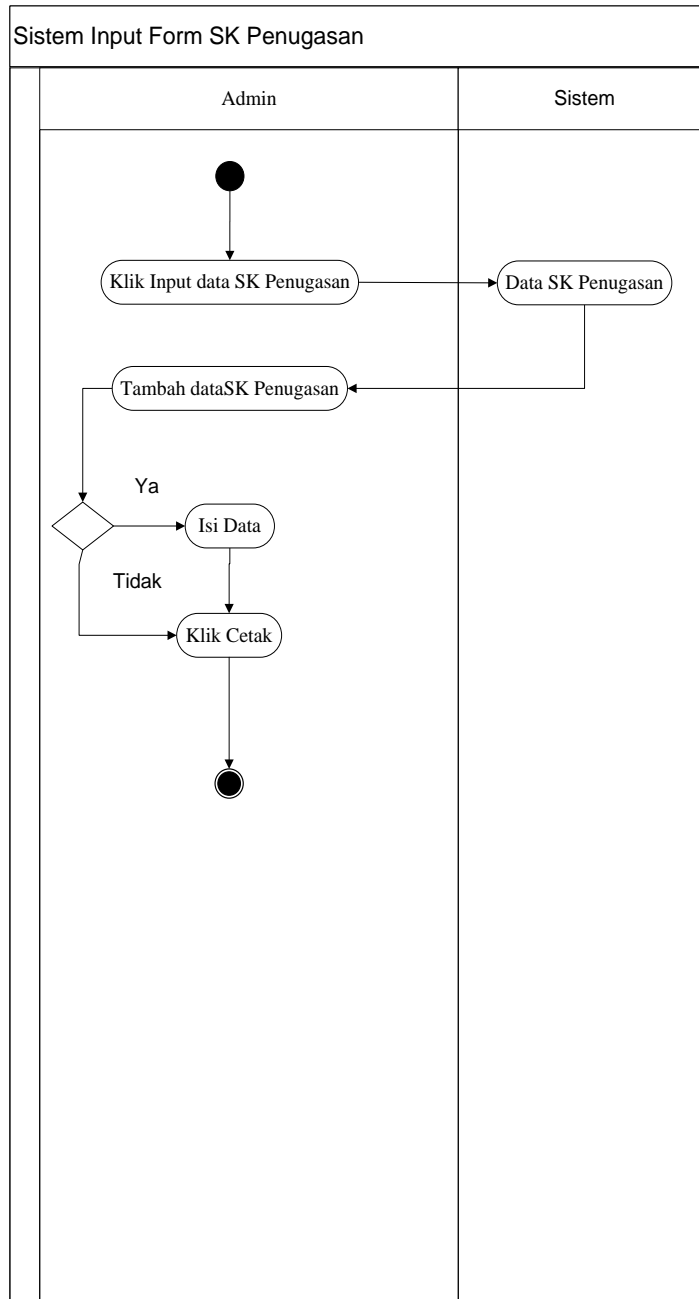 Sistem Input Form SK Penugasan
Admin
Sistem
Klik Input data SK Penugasan
Data SK Penugasan
Tambah dataSK Penugasan
Ya
Isi Data
Tidak
Klik Cetak